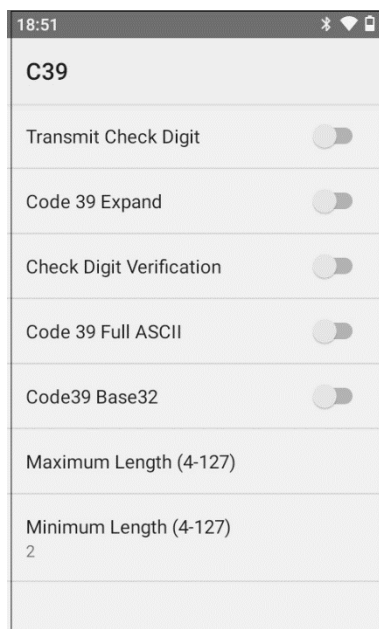 18:51
C39
Transmit Check Digit
Code 39 Expand
Check Digit Verification
Code 39 Full ASCII
Code39 Base32
Maximum Length (4-127)
Minimum Length (4-127)
2